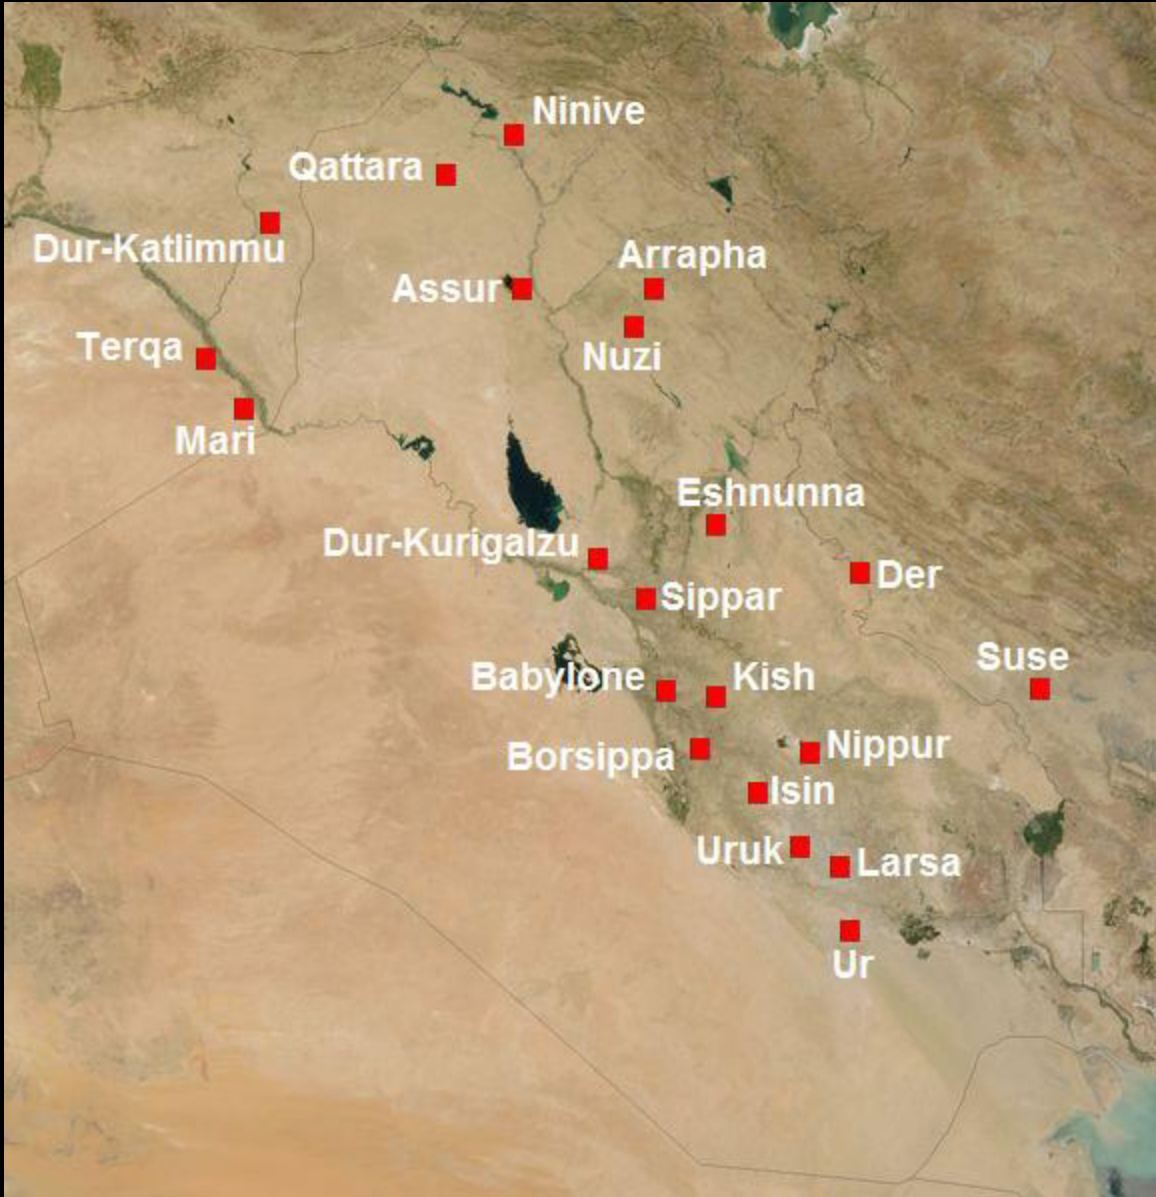 Ninive
Qattara
Dur-Katlimmu
Arrapha
Assur
Terqa
Nuzi
Mari
Eshnunna
Dur-Kurigalzu
Der
Sippar
Suse
Babylone
Kish
Nippur
Borsippa
Isin
Uruk
Larsa
Ur